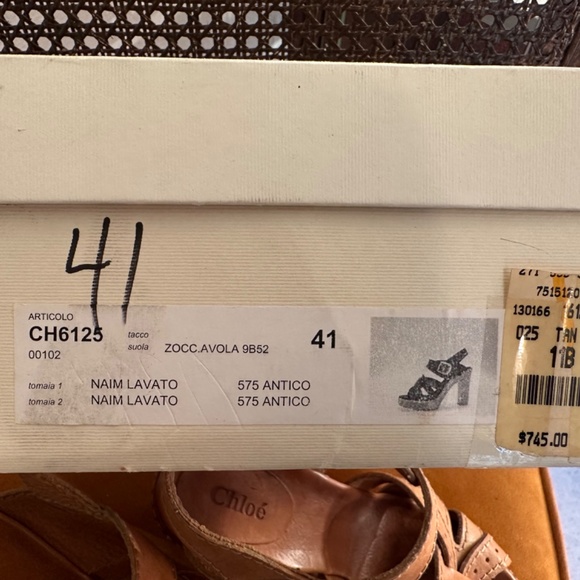 41
ARTICOLO
CH6125 tacco
00102 suola ZOCC.AVOLA 9B52 41
tomaia 1 NAIM LAVATO 575 ANTICO
tomaia 2 NAIM LAVATO 575 ANTICO
130166
025 TAN
11B
$745.00
Chloé